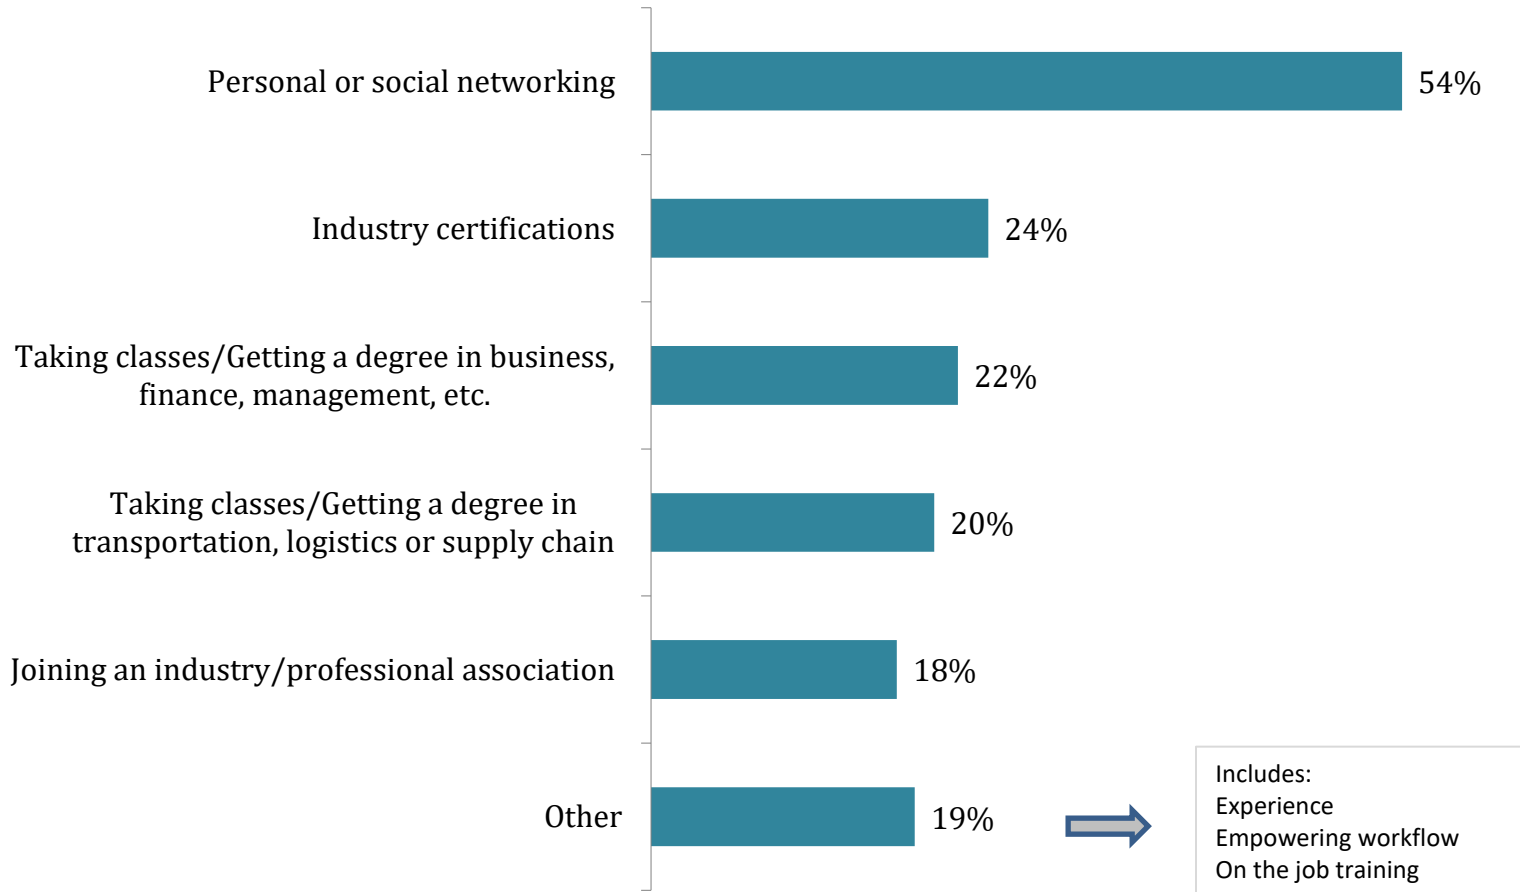 Personal or social networking
54%
Industry certifications
24%
Taking classes/Getting a degree in business,
finance, management, etc.
22%
Taking classes/Getting a degree in
transportation, logistics or supply chain
20%
Joining an industry/professional association
18%
Other
19%
Includes:
Experience
Empowering workflow
On the job training